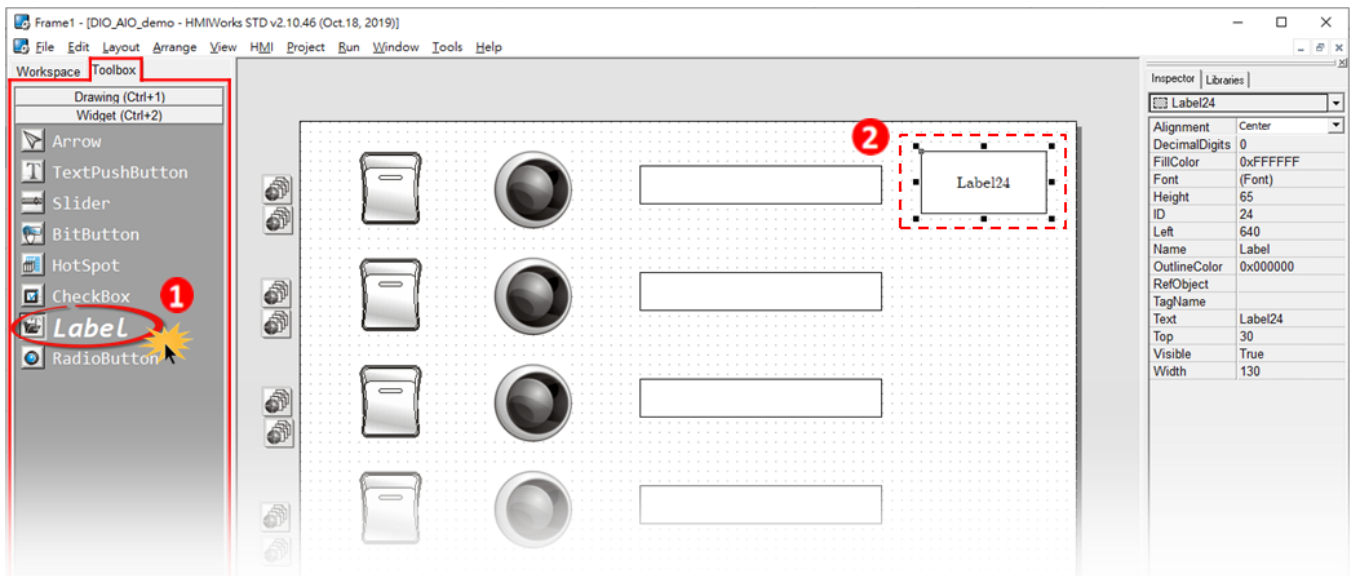 Frame1 - [DIO_AIO_demo - HMIWorks STD v2.10.46 (Oct.18, 2019)]
File Edit Layout Arrange View HMI Project Run Window Tools Help
Workspace Toolbox
Drawing (Ctrl+1)
Widget (Ctrl+2)
Arrow
TextPushButton
Slider
BitButton
HotSpot
CheckBox
1
Label
RadioButton
2
Label24
Inspector Libraries
Label24
Alignment Center
DecimalDigits 0
FillColor 0xFFFFFF
Font (Font)
Height 65
ID 24
Left 640
Name Label
OutlineColor 0x000000
RefObject
TagName
Text Label24
Top 30
Visible True
Width 130